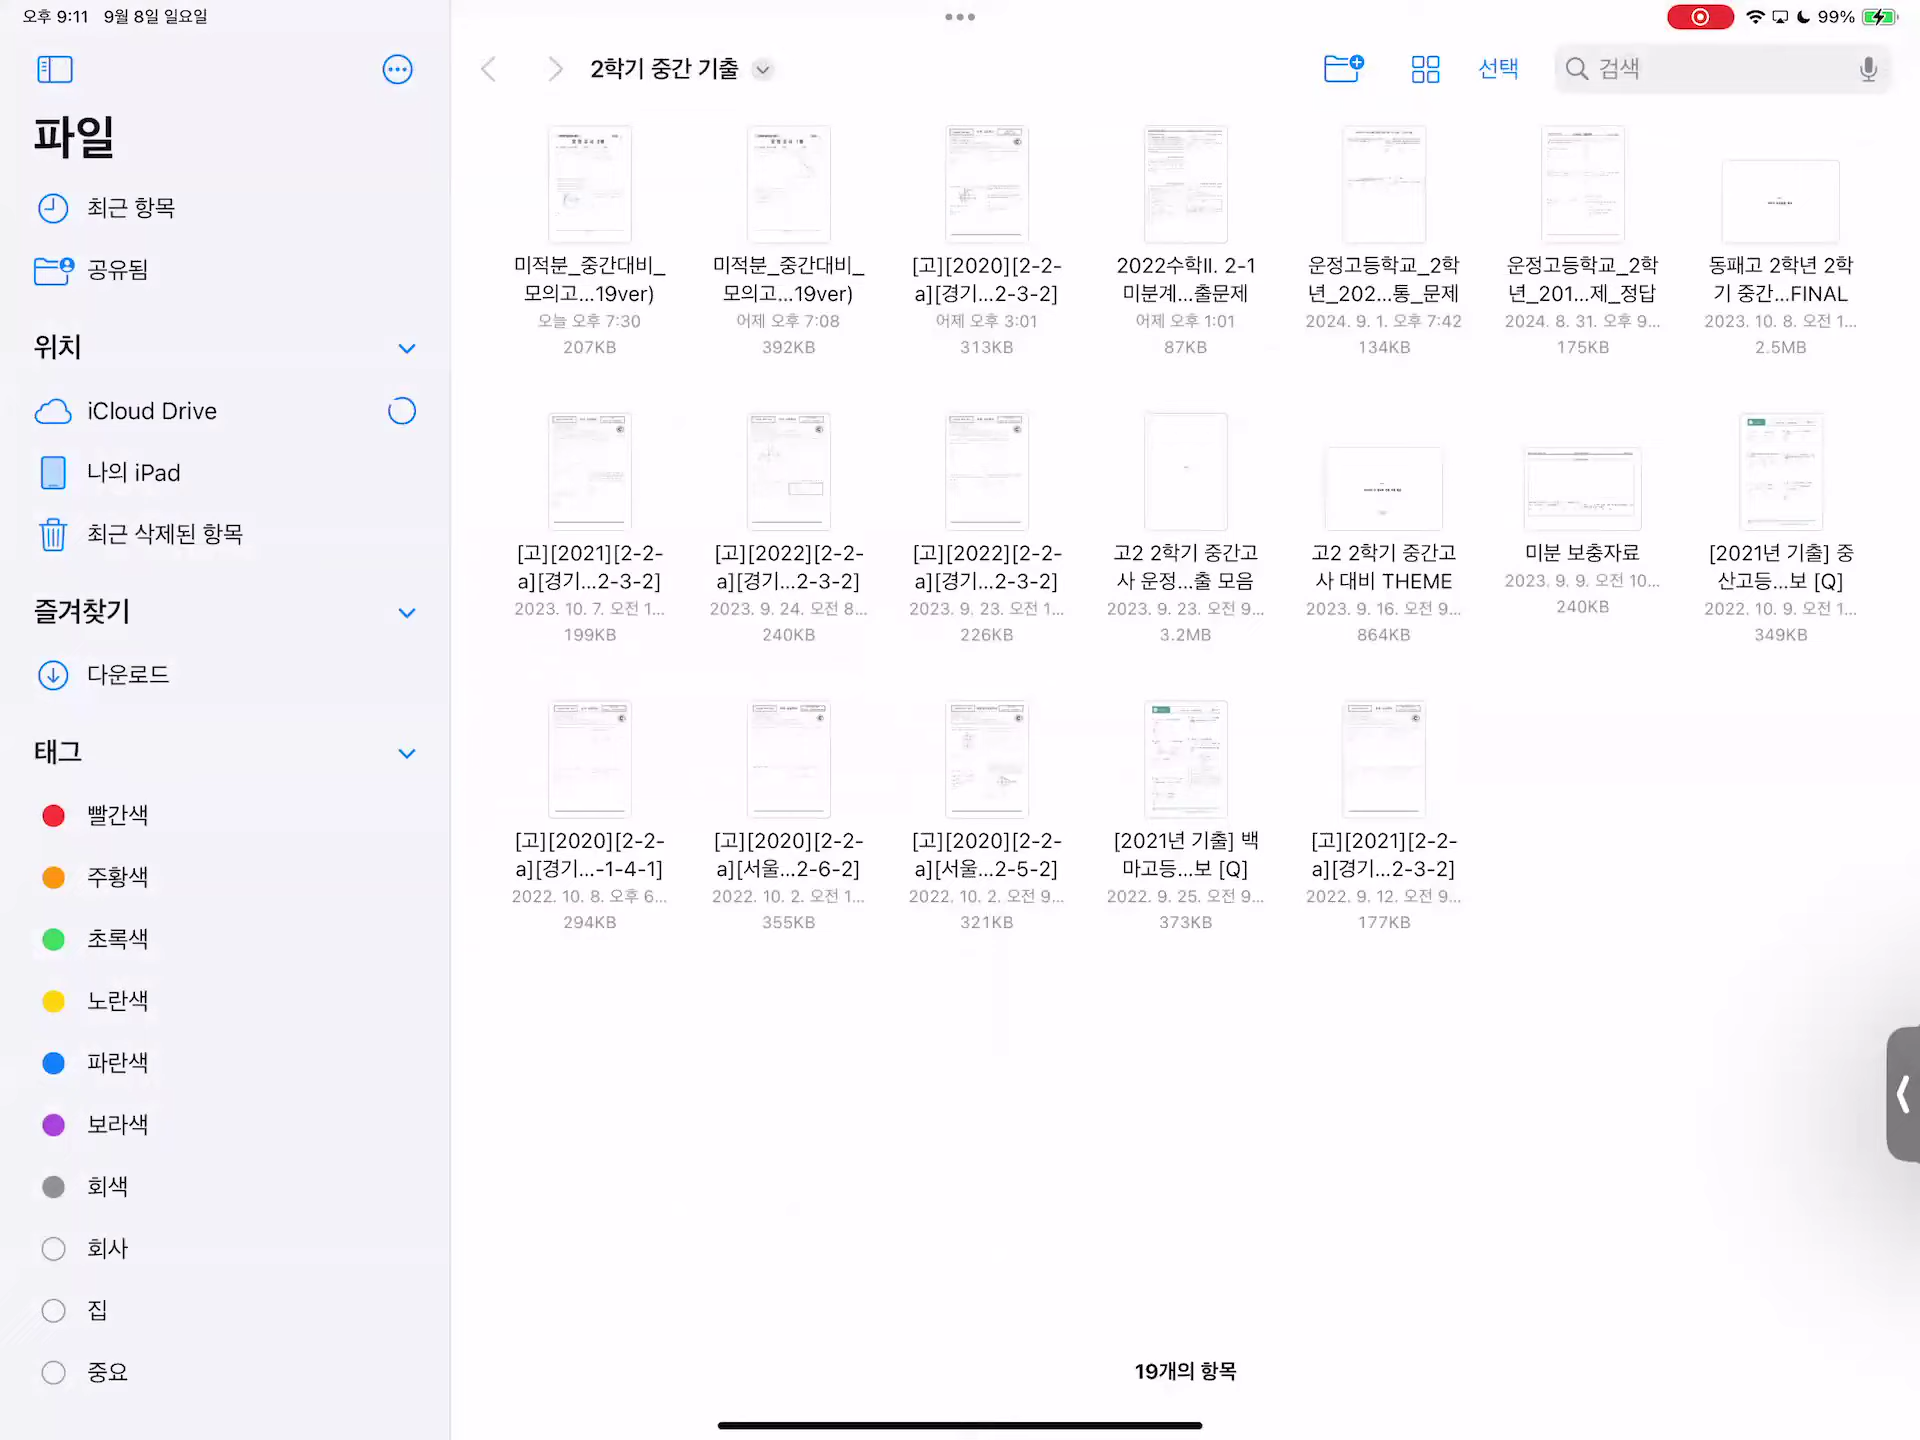 오후 9:11 9월 8일 일요일
99%
파일
최근 항목
공유됨
위치
iCloud Drive
나의 iPad
최근 삭제된 항목
즐겨찾기
다운로드
태그
빨간색
주황색
초록색
노란색
파란색
보라색
회색
회사
집
중요
2학기 중간 기출
선택
검색
미적분_중간대비_
모의고...19ver)
오늘 오후 7:30
207KB
미적분_중간대비_
모의고...19ver)
어제 오후 7:08
392KB
[고][2020][2-2-
a][경기...2-3-2]
어제 오후 3:01
313KB
2022수학II. 2-1
미분계...출문제
어제 오후 1:01
87KB
운정고등학교_2학
년_202...통_문제
2024. 9. 1. 오후 7:42
134KB
운정고등학교_2학
년_201...제_정답
2024. 8. 31. 오후 9...
175KB
동패고 2학년 2학
기 중간...FINAL
2023. 10. 8. 오전 1...
2.5MB
[고][2021][2-2-
a][경기...2-3-2]
2023. 10. 7. 오전 1...
199KB
[고][2022][2-2-
a][경기...2-3-2]
2023. 9. 24. 오전 8...
240KB
[고][2022][2-2-
a][경기...2-3-2]
2023. 9. 23. 오전 1...
226KB
고2 2학기 중간고
사 운정...출 모음
2023. 9. 23. 오전 9...
3.2MB
고2 2학기 중간고
사 대비 THEME
2023. 9. 16. 오전 9...
864KB
미분 보충자료
2023. 9. 9. 오전 10...
240KB
[2021년 기출] 중
산고등...보 [Q]
2022. 10. 9. 오전 1...
349KB
[고][2020][2-2-
a][경기...-1-4-1]
2022. 10. 8. 오후 6...
294KB
[고][2020][2-2-
a][서울...2-6-2]
2022. 10. 2. 오전 1...
355KB
[고][2020][2-2-
a][서울...2-5-2]
2022. 10. 2. 오전 9...
321KB
[2021년 기출] 백
마고등...보 [Q]
2022. 9. 25. 오전 9...
373KB
[고][2021][2-2-
a][경기...2-3-2]
2022. 9. 12. 오전 9...
177KB
19개의 항목